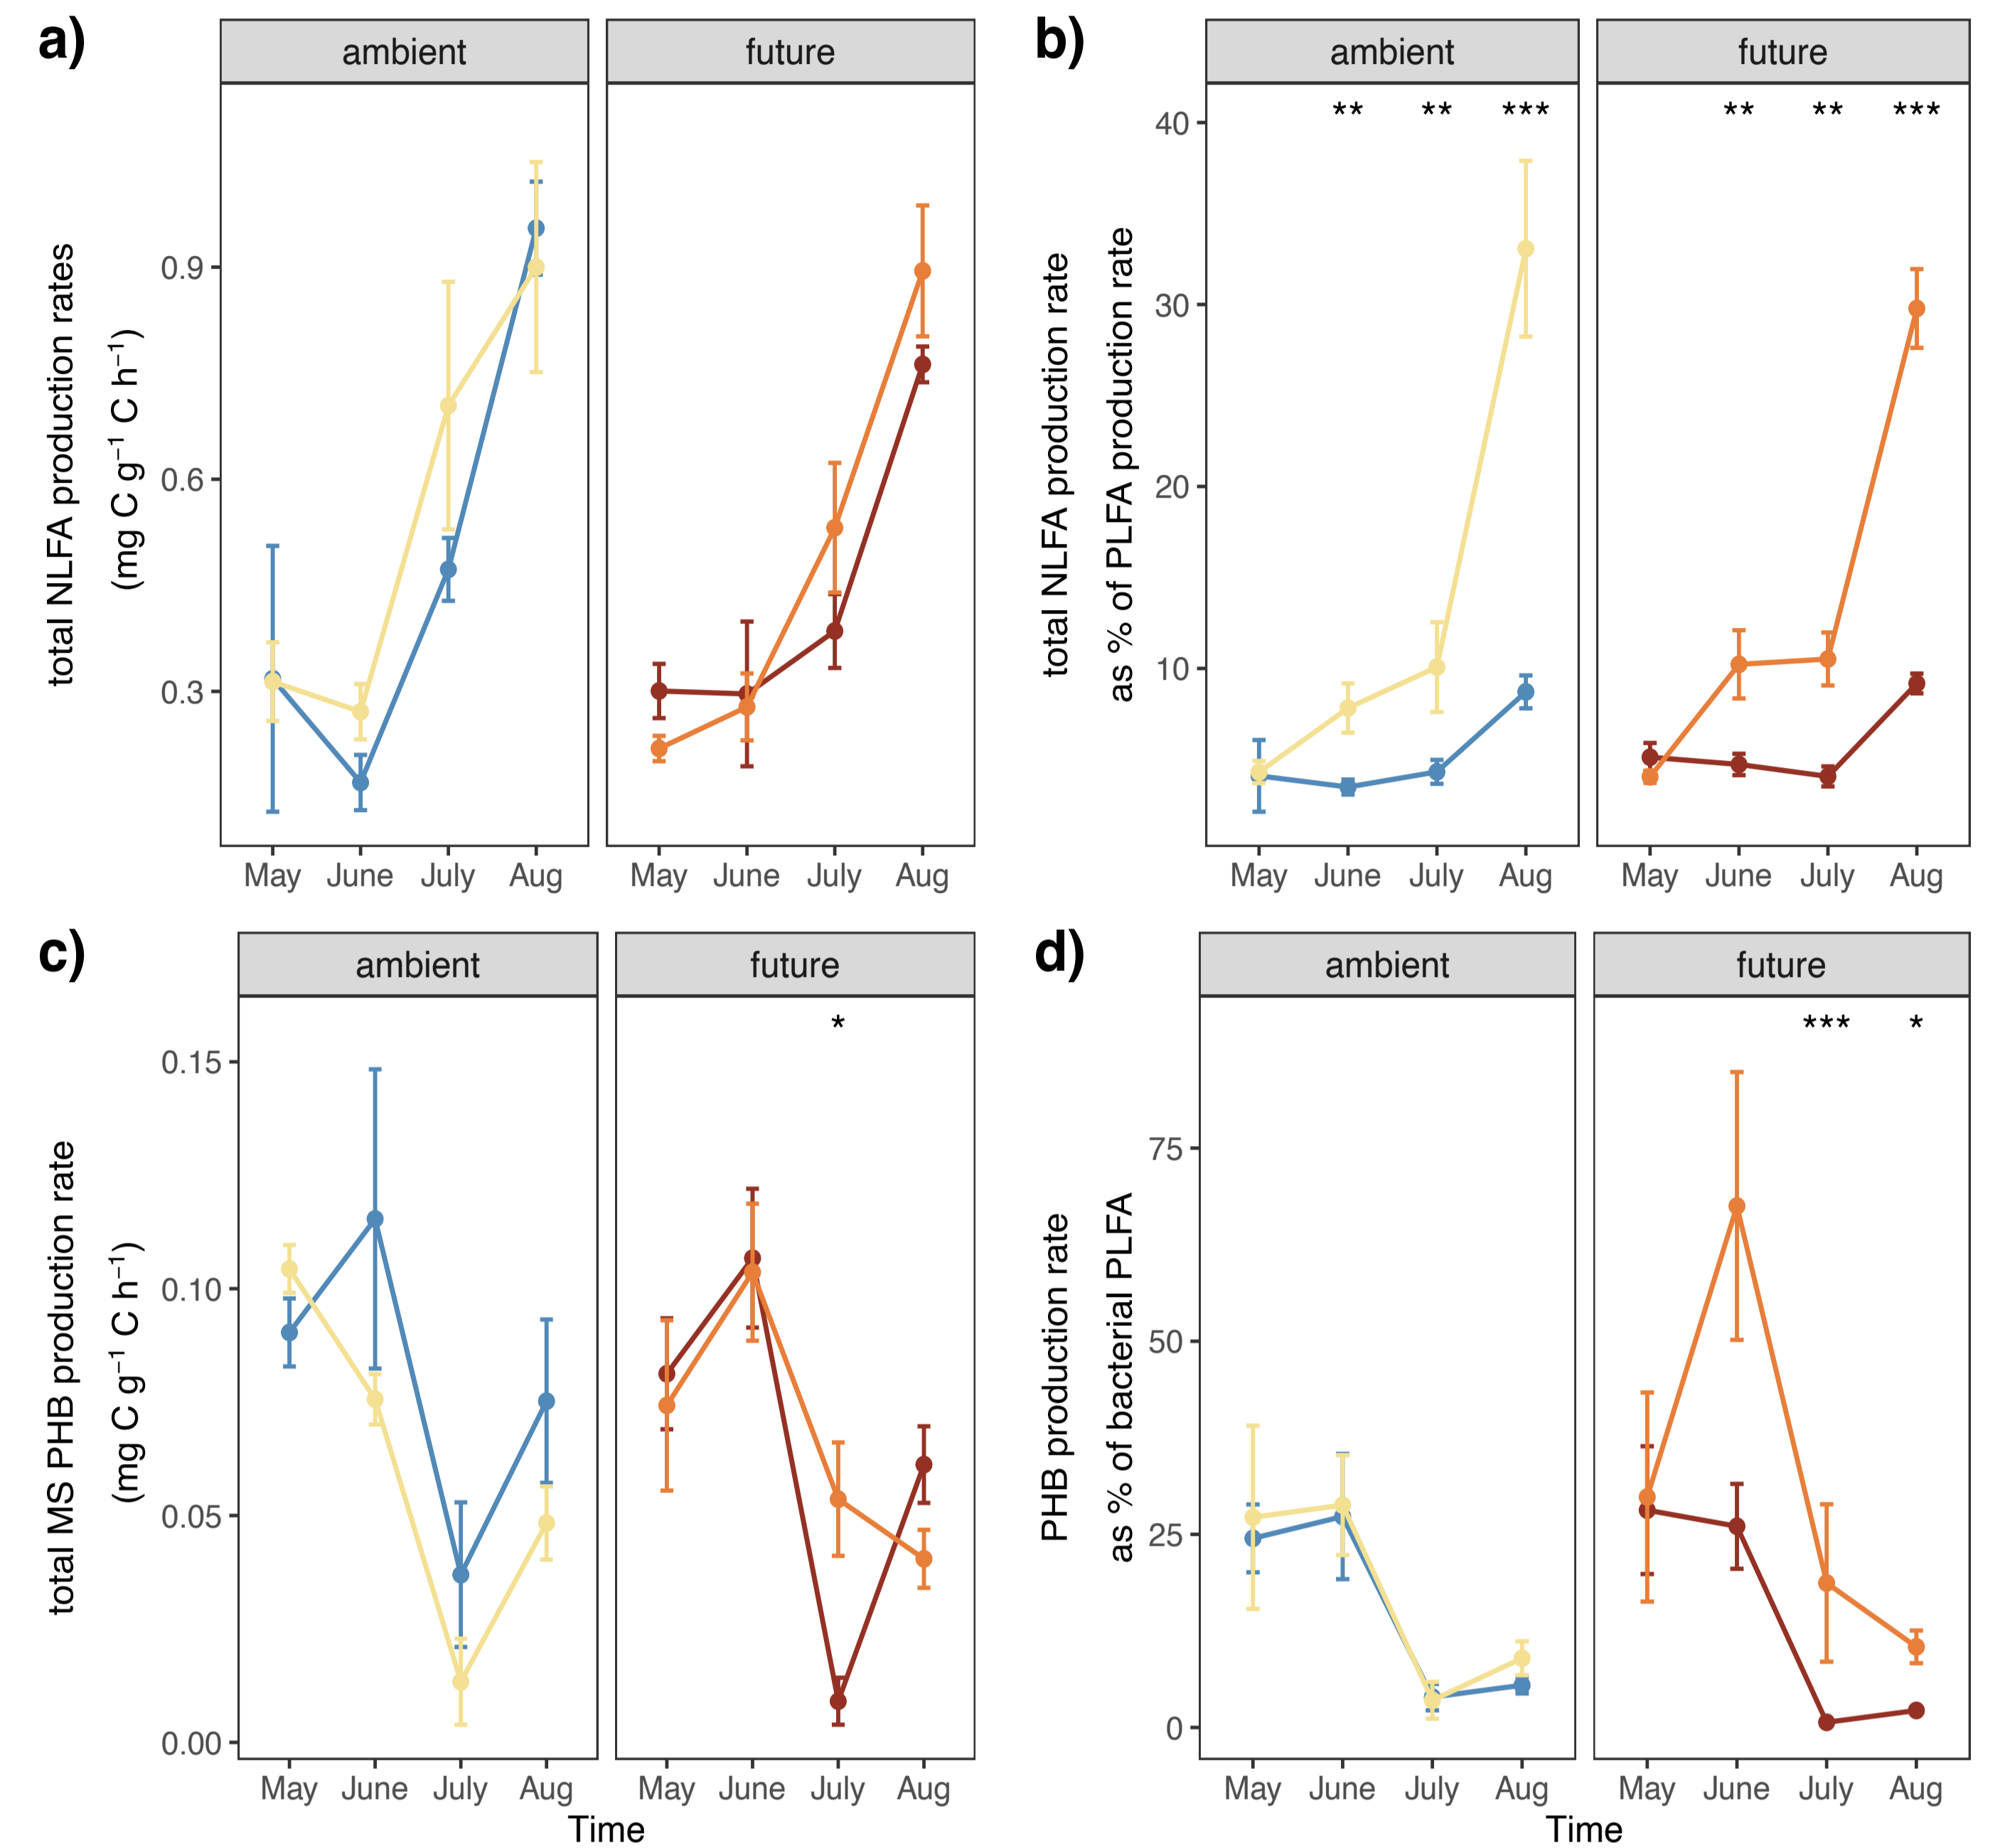 a)
ambient
future
total NLFA production rates
(mg C g⁻¹ C h⁻¹)
0.9
0.6
0.3
May June July Aug
May June July Aug
b)
ambient
future
** ** ***
** ** ***
total NLFA production rate
as % of PLFA production rate
40
30
20
10
May June July Aug
May June July Aug
c)
ambient
future
*
total MS PHB production rate
(mg C g⁻¹ C h⁻¹)
0.15
0.10
0.05
0.00
May June July Aug
May June July Aug
Time
d)
ambient
future
*** *
PHB production rate
as % of bacterial PLFA
75
50
25
0
May June July Aug
May June July Aug
Time